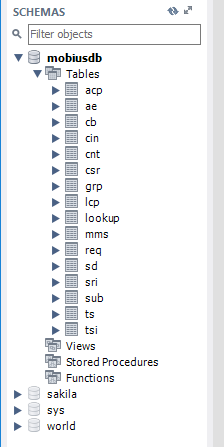 SCHEMAS
Filter objects
mobiusdb
Tables
acp
ae
cb
cin
cnt
csr
grp
lcp
lookup
mms
req
sd
sri
sub
ts
tsi
Views
Stored Procedures
Functions
sakila
sys
world